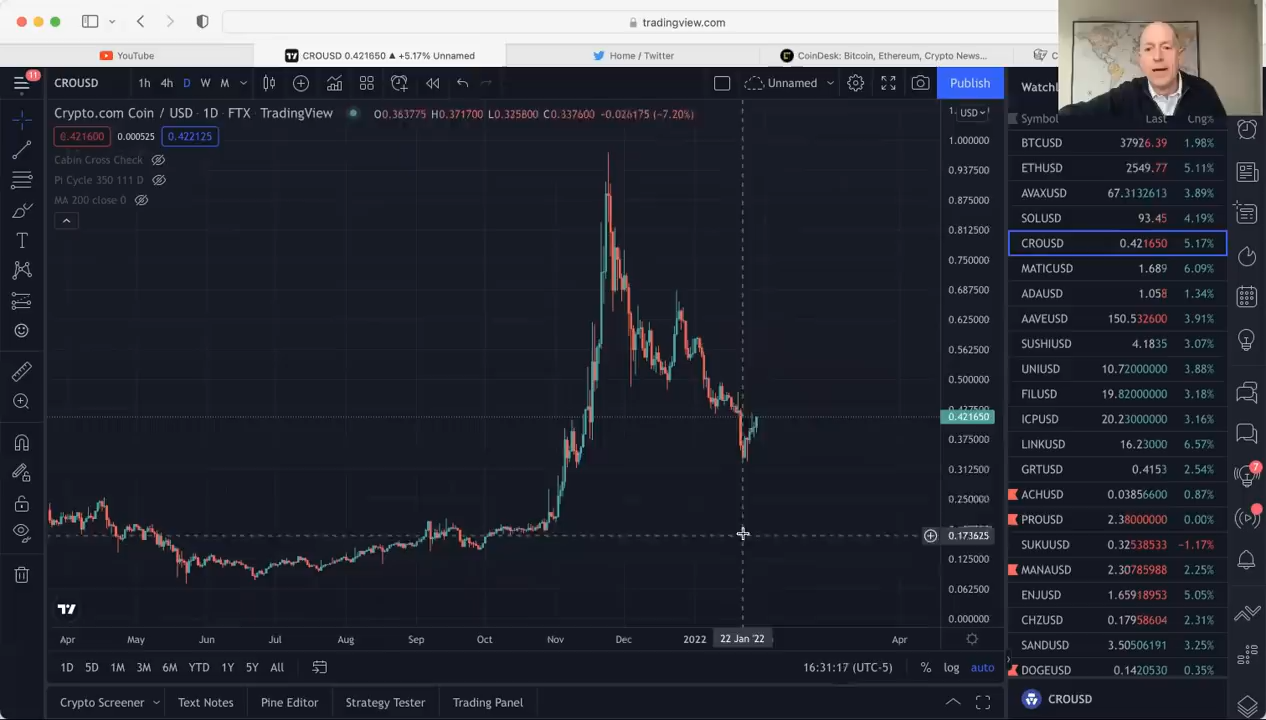 tradingview.com
YouTube
CROUSD 0.421650 ▲ +5.17% Unnamed
Home / Twitter
CoinDesk: Bitcoin, Ethereum, Crypto News...
11
CROUSD
1h 4h D W M
Unnamed
Publish
Watchl
Crypto.com Coin / USD · 1D · FTX TradingView
O0.363775 H0.371700 L0.325800 C0.337600 -0.026175 (-7.20%)
USD
0.421600 0.000525 0.422125
Cabin Cross Check
Pi Cycle 350 111 D
MA 200 close 0
Symbol Last Chg%
BTCUSD 37926.39 1.98%
ETHUSD 2549.77 5.11%
AVAXUSD 67.3132613 3.89%
SOLUSD 93.45 4.19%
CROUSD 0.421650 5.17%
MATICUSD 1.689 6.09%
ADAUSD 1.058 1.34%
AAVEUSD 150.532600 3.91%
SUSHIUSD 4.1835 3.07%
UNIUSD 10.72000000 3.88%
FILUSD 19.82000000 3.18%
ICPUSD 20.23000000 3.16%
LINKUSD 16.23000 6.57%
GRTUSD 0.4153 2.54%
ACHUSD 0.03856600 0.87%
PROUSD 2.38000000 0.00%
SUKUUSD 0.32538533 -1.17%
MANAUSD 2.30785988 2.25%
ENJUSD 1.65918953 5.05%
CHZUSD 0.17958604 2.31%
SANDUSD 3.50506391 3.25%
DOGEUSD 0.1420530 0.35%
CROUSD
7
1.000000
0.937500
0.875000
0.812500
0.750000
0.687500
0.625000
0.562500
0.500000
0.421650
0.375000
0.312500
0.250000
0.173625
0.125000
0.062500
0.000000
Apr May Jun Jul Aug Sep Oct Nov Dec 2022 22 Jan '22 Apr
1D 5D 1M 3M 6M YTD 1Y 5Y All
16:31:17 (UTC-5) % log auto
Crypto Screener Text Notes Pine Editor Strategy Tester Trading Panel